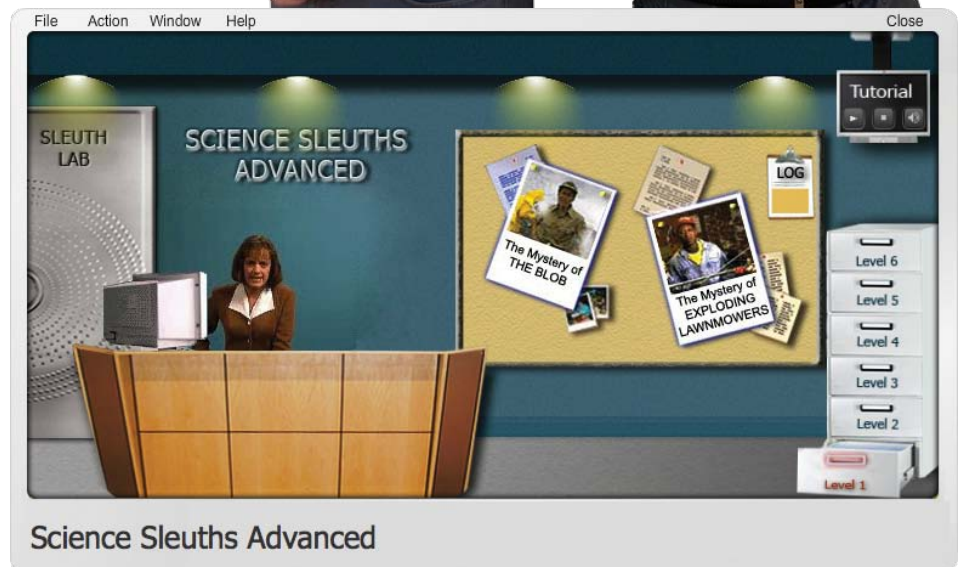 File Action Window Help Close
Tutorial
SLEUTH
LAB
SCIENCE SLEUTHS
ADVANCED
LOG
The Mystery of
THE BLOB
The Mystery of
EXPLODING
LAWNMOWERS
Level 6
Level 5
Level 4
Level 3
Level 2
Level 1
Science Sleuths Advanced